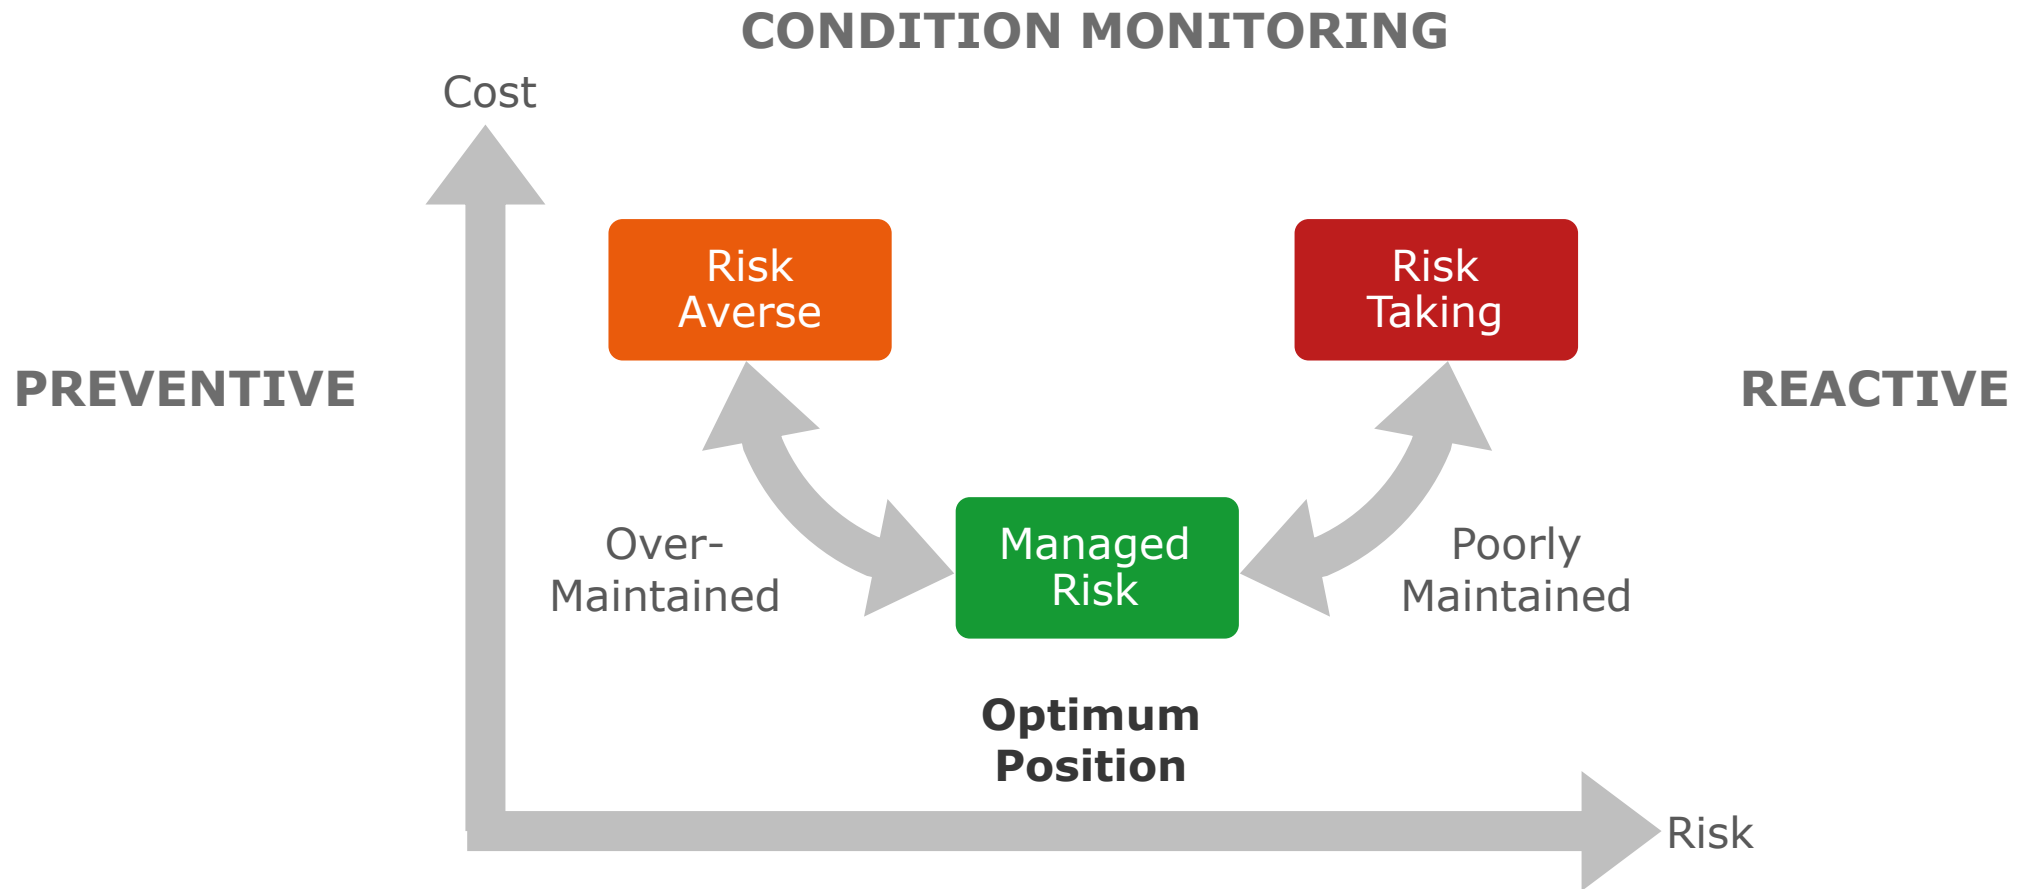 CONDITION MONITORING
Cost
Risk
Averse
Risk
Taking
PREVENTIVE
REACTIVE
Over-
Maintained
Managed
Risk
Poorly
Maintained
Optimum
Position
Risk